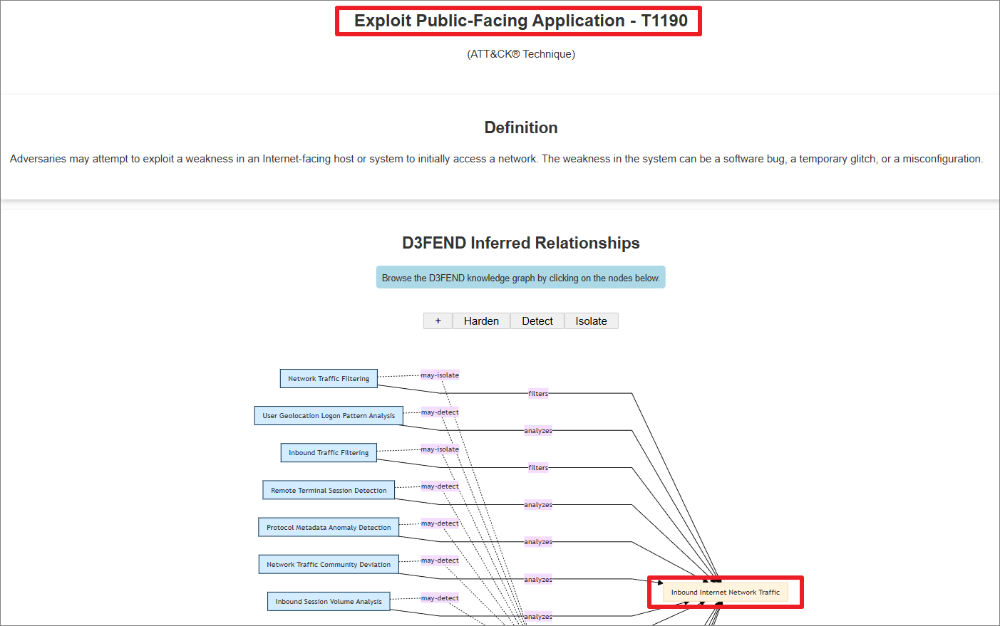 Exploit Public-Facing Application - T1190
(ATT&CK® Technique)
Definition
Adversaries may attempt to exploit a weakness in an Internet-facing host or system to initially access a network. The weakness in the system can be a software bug, a temporary glitch, or a misconfiguration.
D3FEND Inferred Relationships
Browse the D3FEND knowledge graph by clicking on the nodes below.
+ Harden Detect Isolate
Network Traffic Filtering may-isolate
filters
User Geolocation Logon Pattern Analysis may-detect
analyzes
Inbound Traffic Filtering may-isolate
filters
Remote Terminal Session Detection may-detect
analyzes
Protocol Metadata Anomaly Detection may-detect
analyzes
Network Traffic Community Deviation may-detect
analyzes
Inbound Internet Network Traffic
Inbound Session Volume Analysis may-detect
analyzes